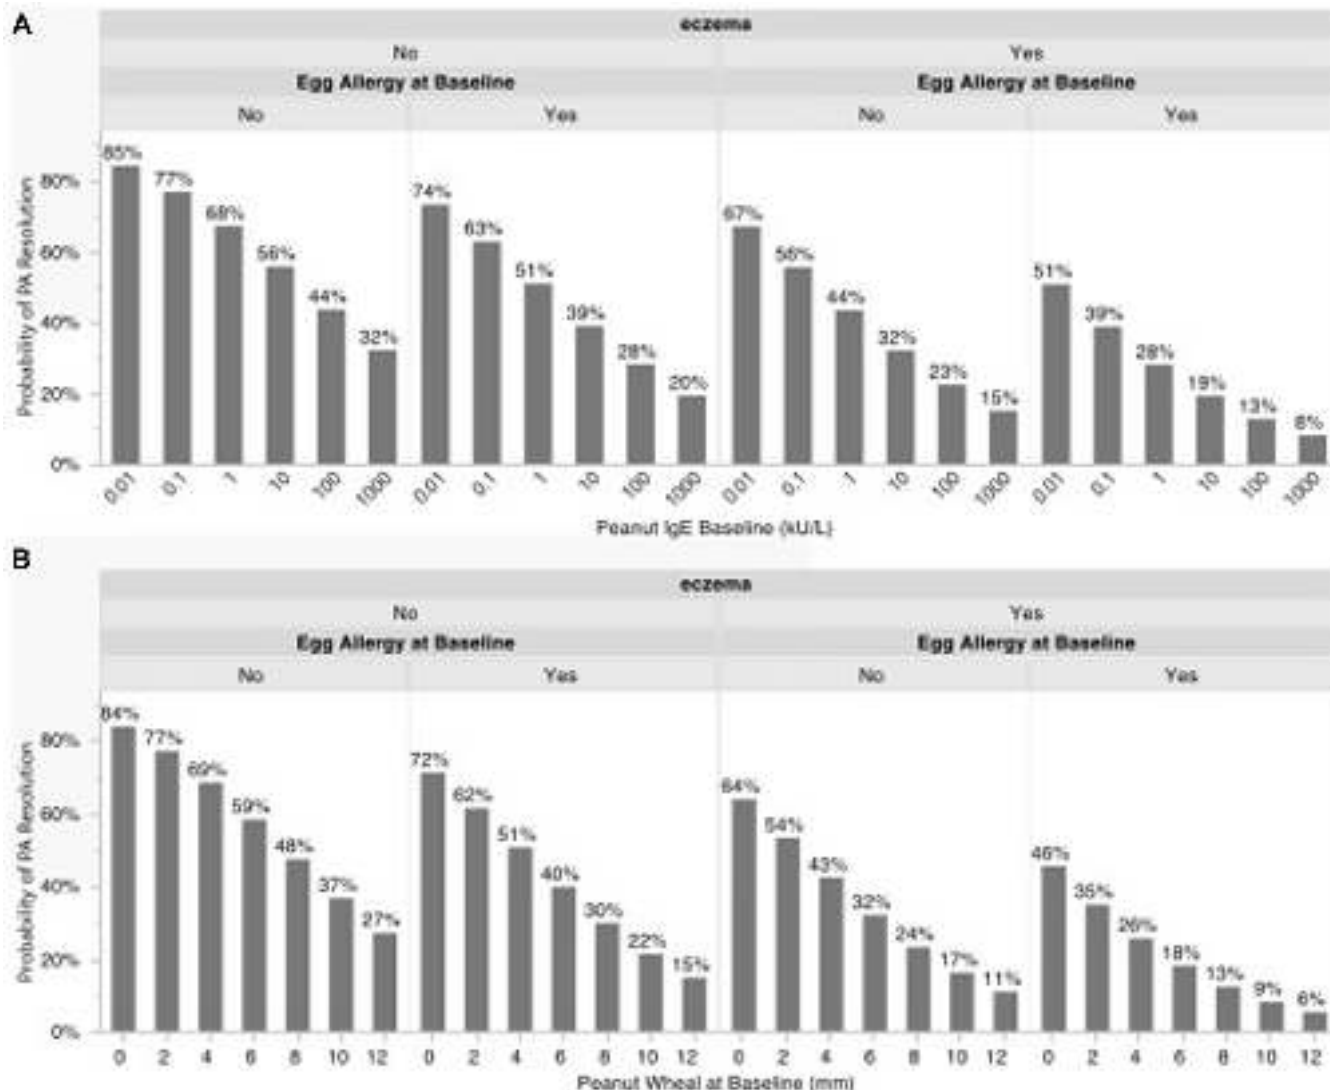 A
eczema
No Yes
Egg Allergy at Baseline Egg Allergy at Baseline
No Yes No Yes
Probability of PA Resolution
80%
60%
40%
20%
0%
85% 77% 68% 56% 44% 32% 74% 63% 51% 39% 28% 20% 67% 56% 44% 32% 23% 15% 51% 39% 28% 19% 13% 8%
0.01 0.1 1 10 100 1000 0.01 0.1 1 10 100 1000 0.01 0.1 1 10 100 1000 0.01 0.1 1 10 100 1000
Peanut IgE Baseline (kU/L)
B
eczema
No Yes
Egg Allergy at Baseline Egg Allergy at Baseline
No Yes No Yes
Probability of PA Resolution
80%
60%
40%
20%
0%
84% 77% 69% 59% 48% 37% 27% 72% 62% 51% 40% 30% 22% 15% 64% 54% 43% 32% 24% 17% 11% 46% 35% 26% 18% 13% 9% 6%
0 2 4 6 8 10 12 0 2 4 6 8 10 12 0 2 4 6 8 10 12 0 2 4 6 8 10 12
Peanut Wheal at Baseline (mm)